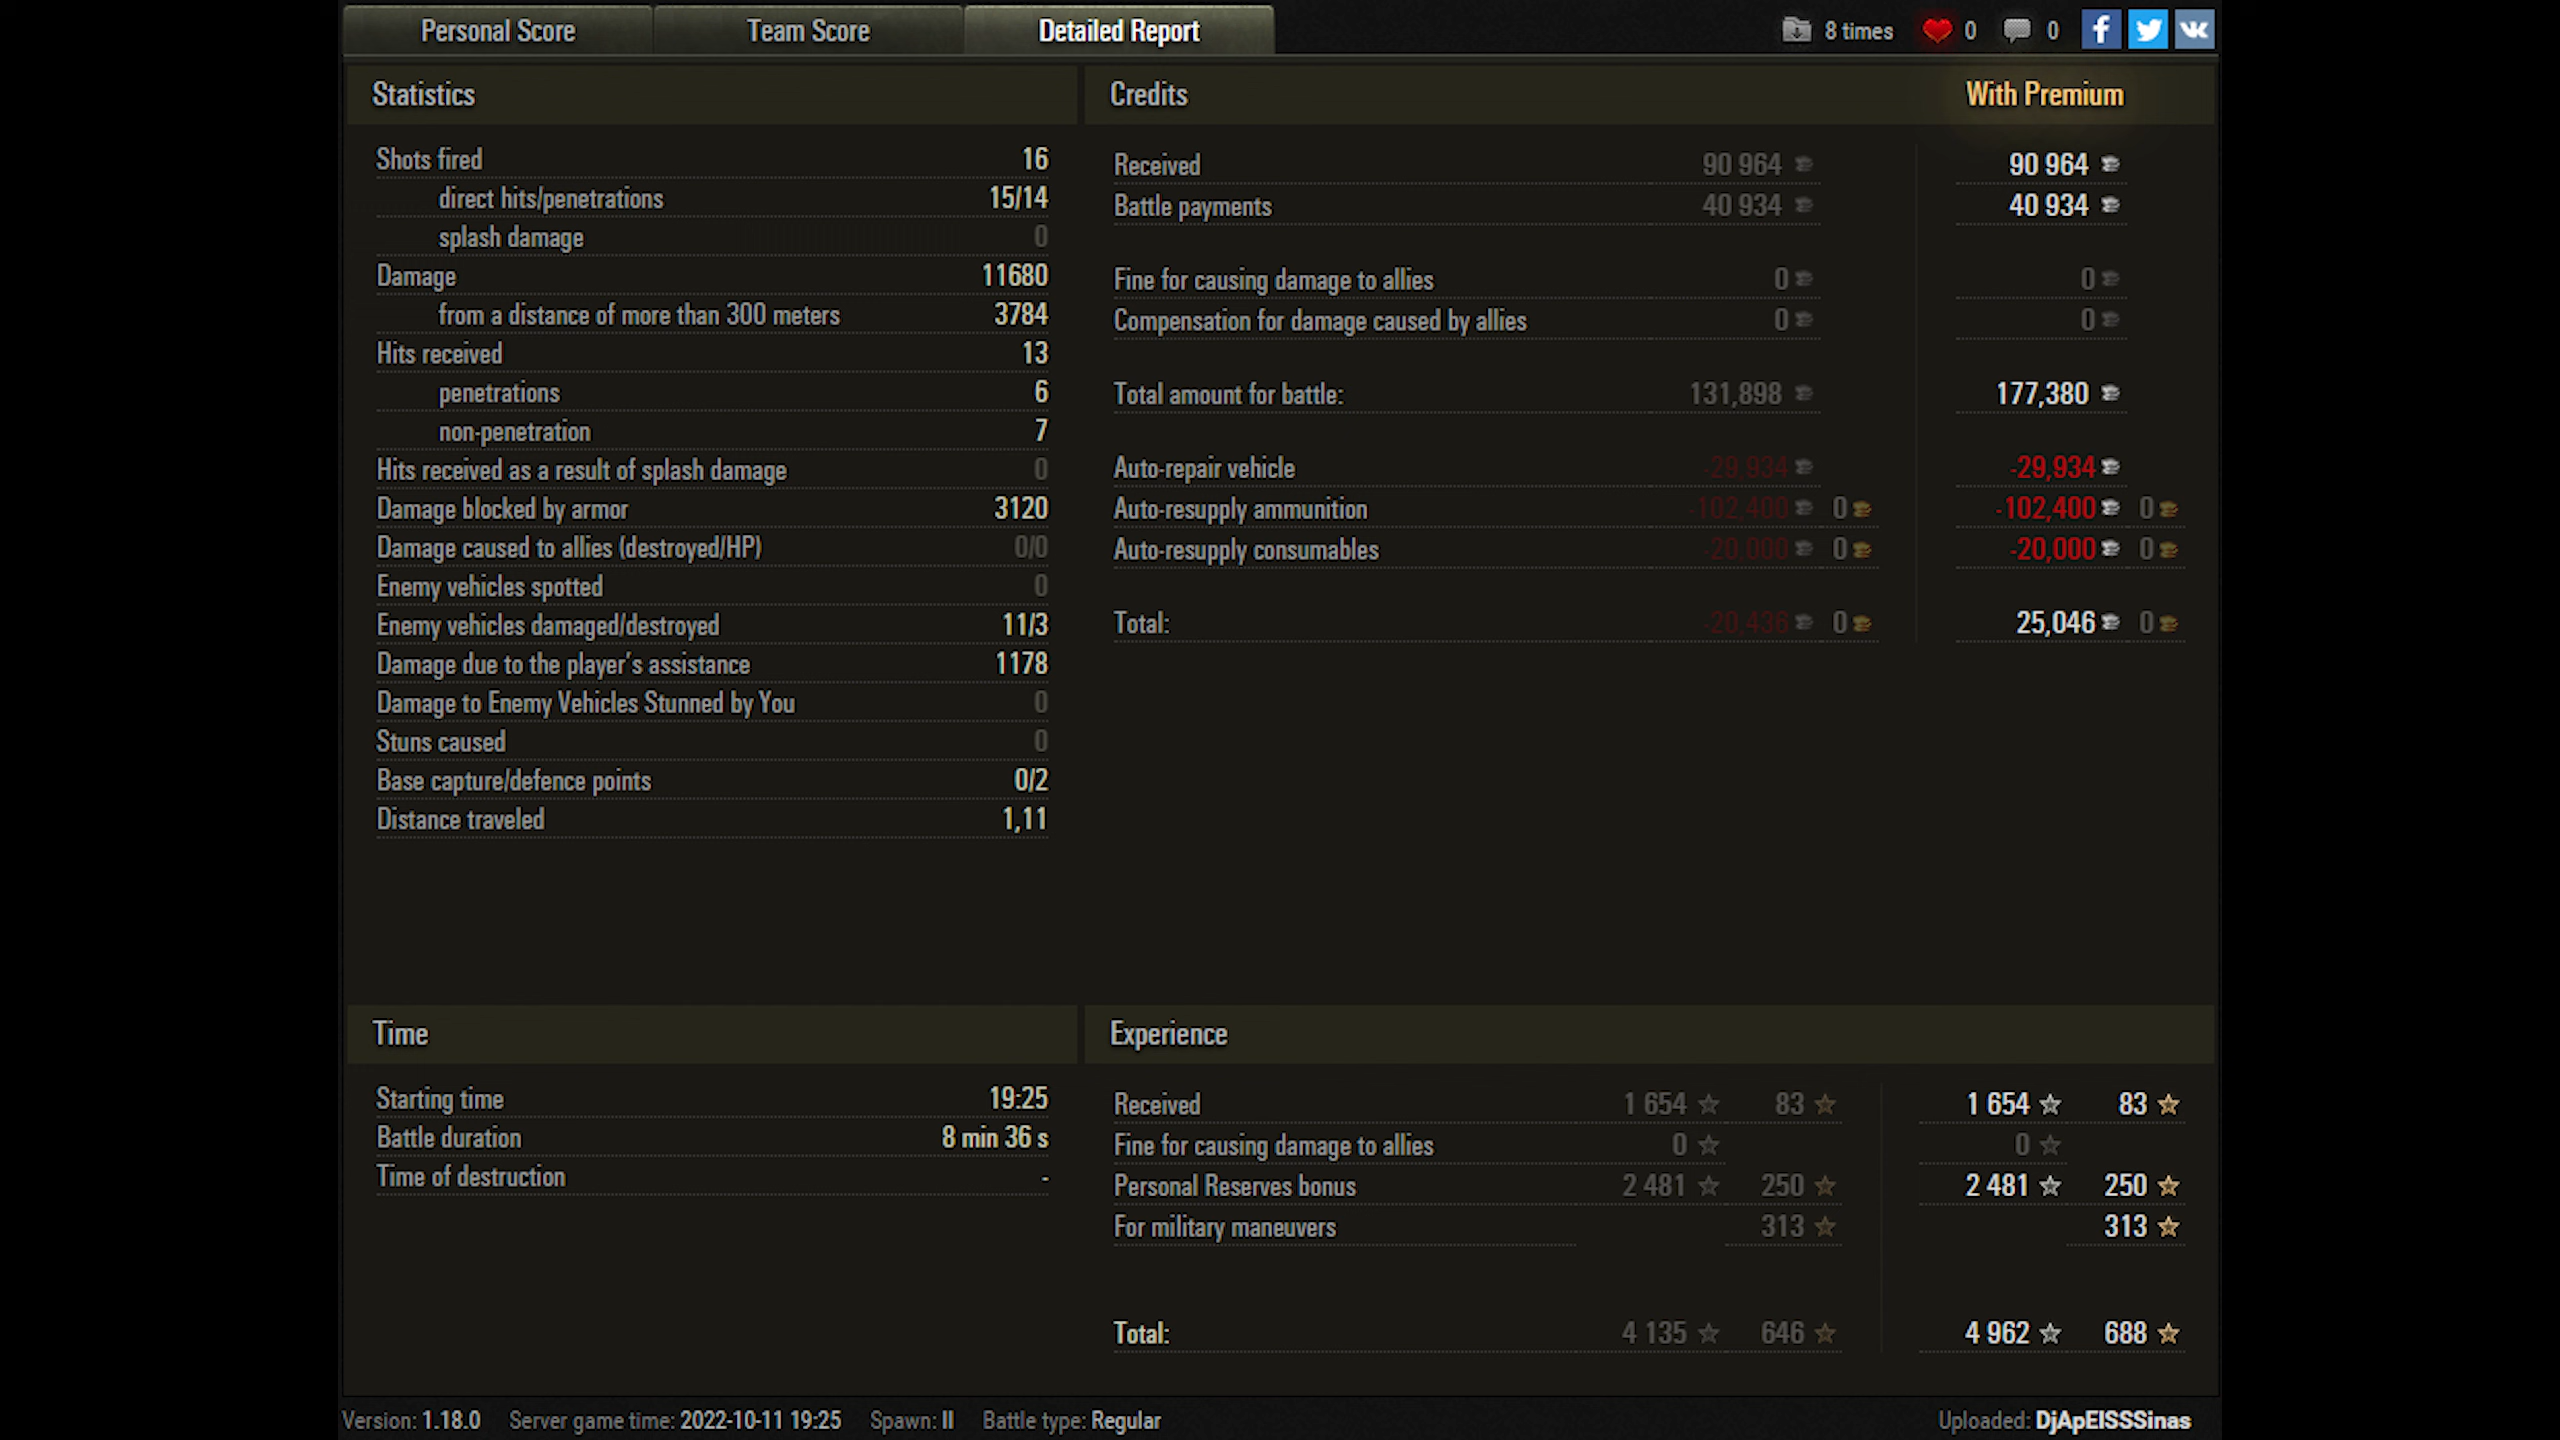 Personal Score Team Score Detailed Report 8 times 0 0
Statistics
Shots fired 16
direct hits/penetrations 15/14
splash damage 0
Damage 11680
from a distance of more than 300 meters 3784
Hits received 13
penetrations 6
non-penetration 7
Hits received as a result of splash damage 0
Damage blocked by armor 3120
Damage caused to allies (destroyed/HP) 0/0
Enemy vehicles spotted 0
Enemy vehicles damaged/destroyed 11/3
Damage due to the player's assistance 1178
Damage to Enemy Vehicles Stunned by You 0
Stuns caused 0
Base capture/defence points 0/2
Distance traveled 1,11
Credits With Premium
Received 90 964 90 964
Battle payments 40 934 40 934
Fine for causing damage to allies 0 0
Compensation for damage caused by allies 0 0
Total amount for battle: 131,898 177,380
Auto-repair vehicle -29,934 -29,934
Auto-resupply ammunition -102,400 0 -102,400 0
Auto-resupply consumables -20,000 0 -20,000 0
Total: -20,436 0 25,046 0
Time
Starting time 19:25
Battle duration 8 min 36 s
Time of destruction -
Experience
Received 1 654 83 1 654 83
Fine for causing damage to allies 0 0
Personal Reserves bonus 2 481 250 2 481 250
For military maneuvers 313 313
Total: 4 135 646 4 962 688
Version: 1.18.0 Server game time: 2022-10-11 19:25 Spawn: II Battle type: Regular Uploaded: DjApEISSSinas